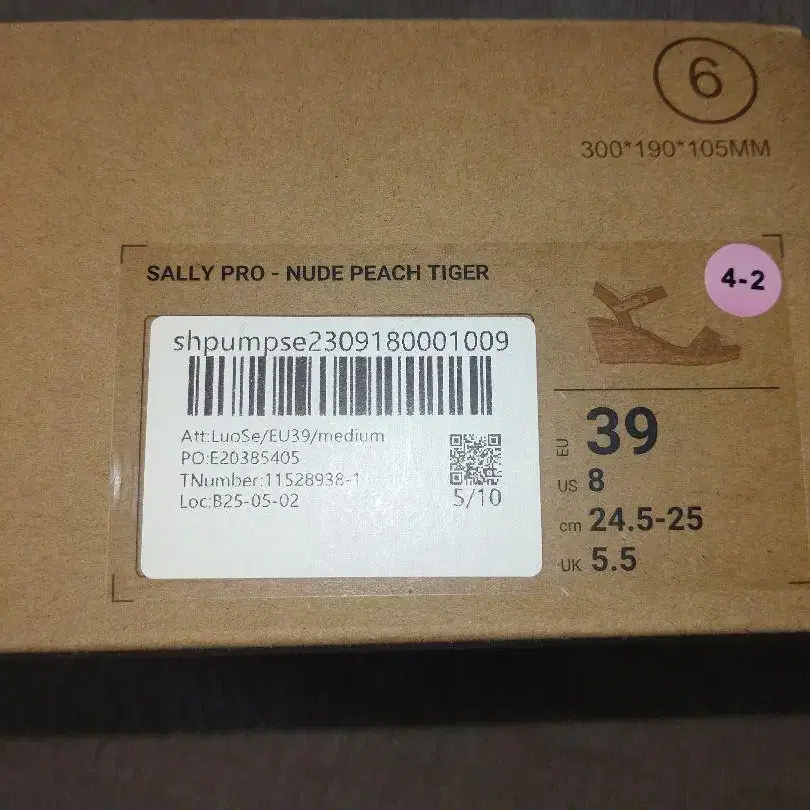 6
300*190*105MM
SALLY PRO - NUDE PEACH TIGER
4-2
shpumpse2309180001009
Att:LuoSe/EU39/medium
PO:E20385405
TNumber:11528938-1
Loc:B25-05-02
5/10
EU 39
US 8
cm 24.5-25
UK 5.5